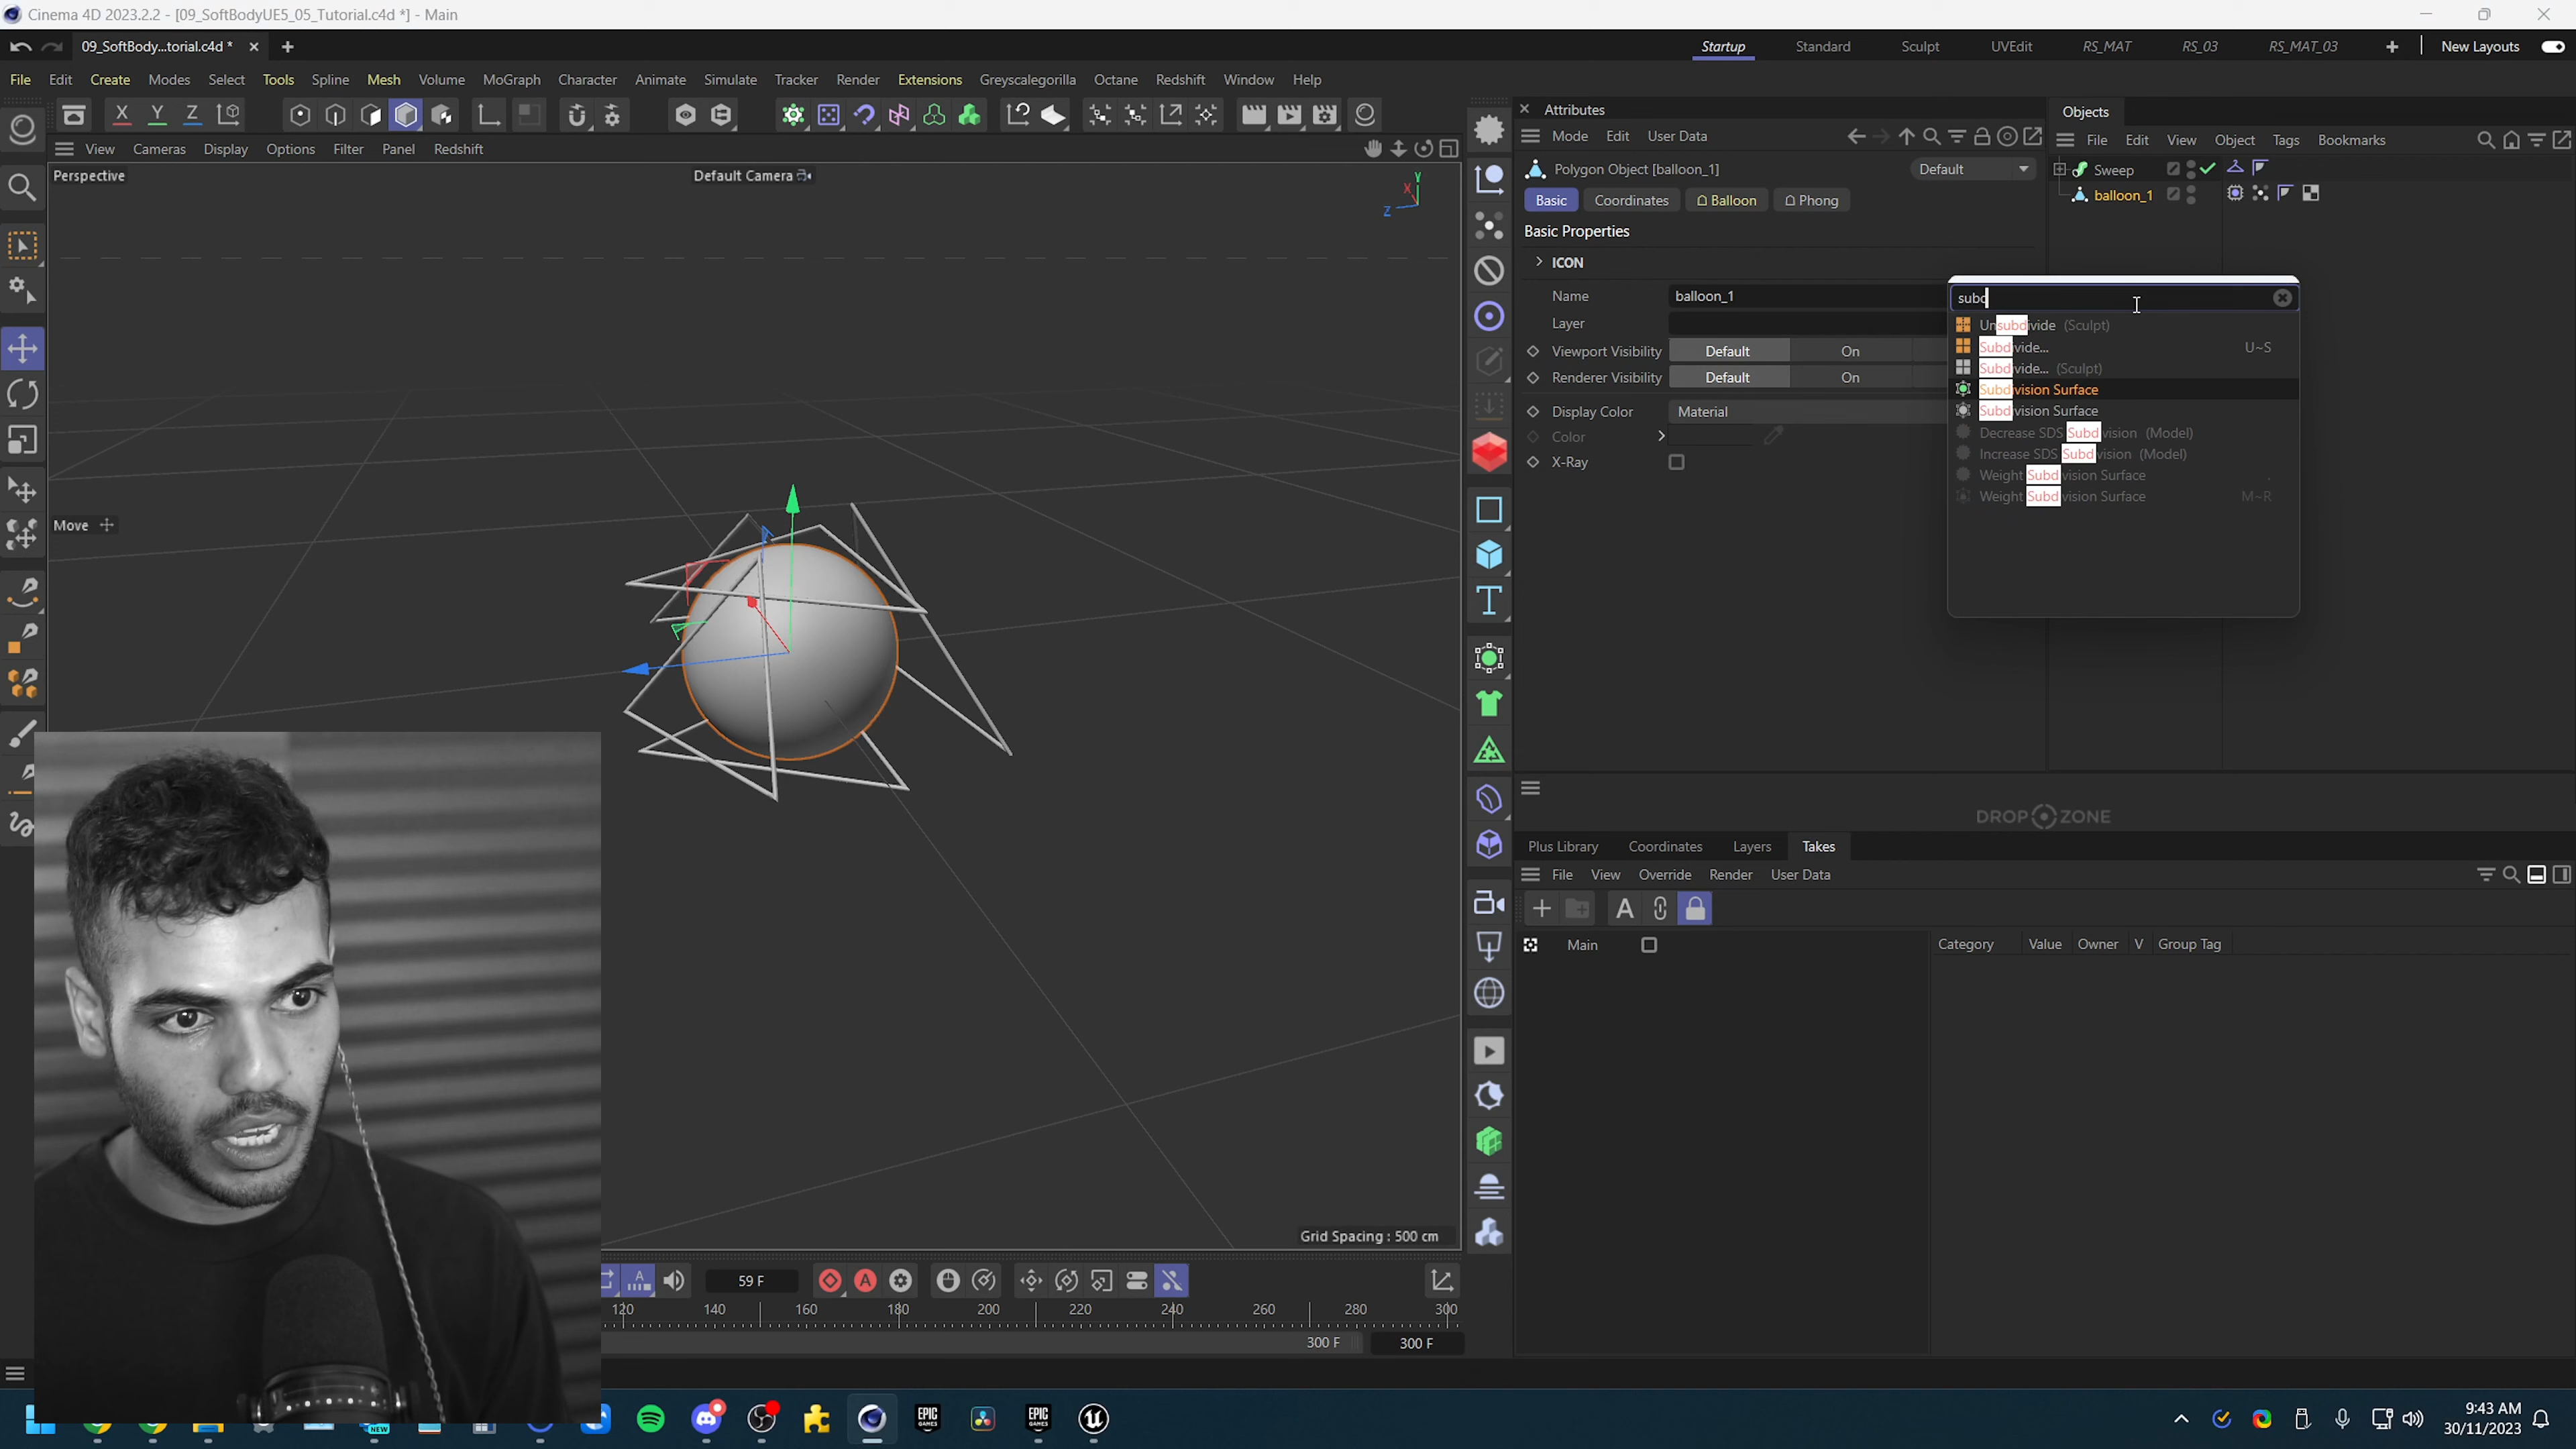 Cinema 4D 2023.2.2 - [09_SoftBodyUE5_05_Tutorial.c4d *] - Main
09_SoftBody...torial.c4d *
Startup Standard Sculpt UVEdit RS_MAT RS_03 RS_MAT_03 New Layouts
File Edit Create Modes Select Tools Spline Mesh Volume MoGraph Character Animate Simulate Tracker Render Extensions Greyscalegorilla Octane Redshift Window Help
X Y Z
View Cameras Display Options Filter Panel Redshift
Perspective
Default Camera
Y
X
Z
Move
Grid Spacing : 500 cm
Attributes
Mode Edit User Data
Polygon Object [balloon_1]
Default
Basic Coordinates Balloon Phong
Basic Properties
ICON
Name balloon_1
Layer
Viewport Visibility Default On
Renderer Visibility Default On
Display Color Material
Color
X-Ray
Objects
File Edit View Object Tags Bookmarks
Sweep
balloon_1
subd
Unsubdivide (Sculpt)
Subdivide... U~S
Subdivide... (Sculpt)
Subdivision Surface
Subdivision Surface
Decrease SDS Subdivision (Model)
Increase SDS Subdivision (Model)
Weight Subdivision Surface .
Weight Subdivision Surface M~R
DROP ZONE
Plus Library Coordinates Layers Takes
File View Override Render User Data
A
Main
Category Value Owner V Group Tag
59 F
120 140 160 180 200 220 240 260 280 300
300 F 300 F
NEW
EPIC GAMES
EPIC GAMES
9:43 AM
30/11/2023